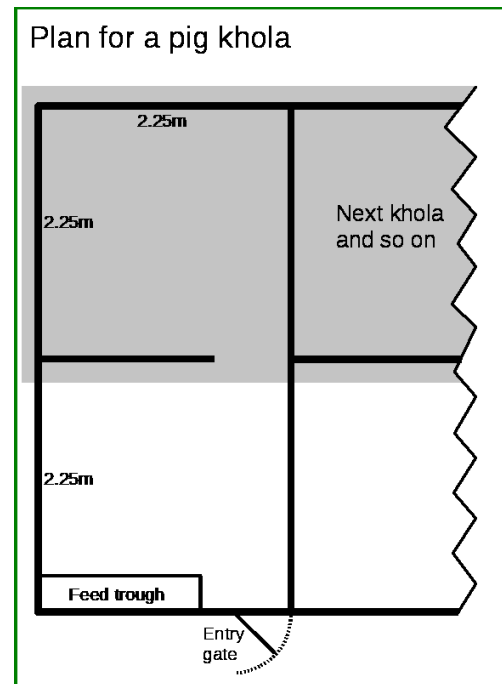 Plan for a pig khola
2.25m
2.25m
Next khola
and so on
2.25m
Feed trough
Entry
gate